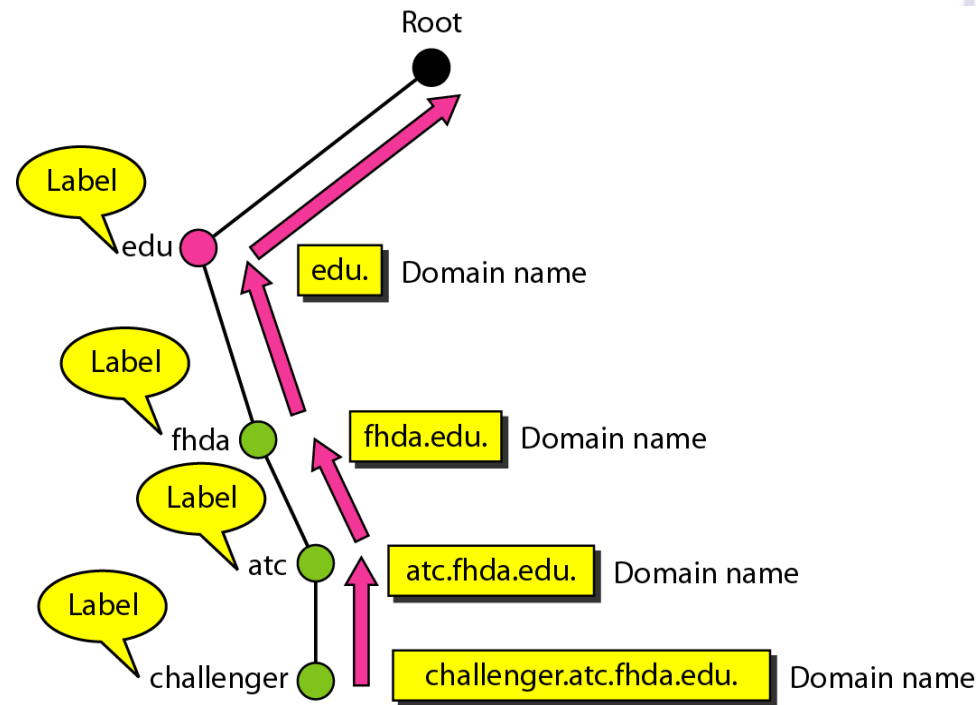 Root
Label
edu
edu. Domain name
Label
fhda
fhda.edu. Domain name
Label
atc
atc.fhda.edu. Domain name
Label
challenger
challenger.atc.fhda.edu. Domain name